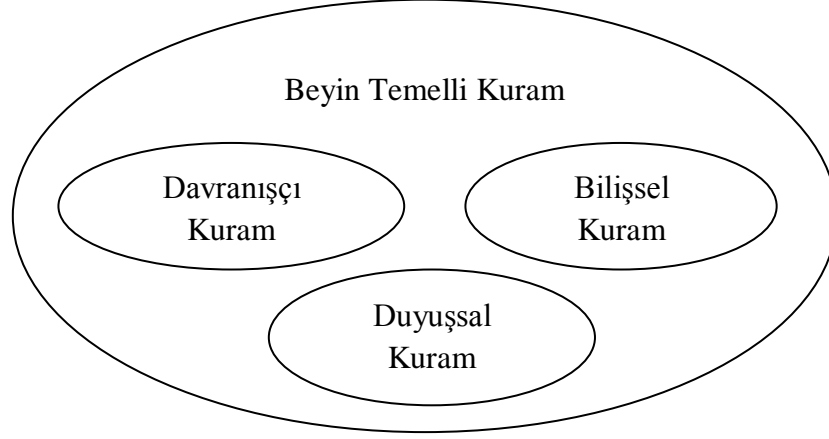 Beyin Temelli Kuram
Davranışçı
Kuram
Bilişsel
Kuram
Duyuşsal
Kuram